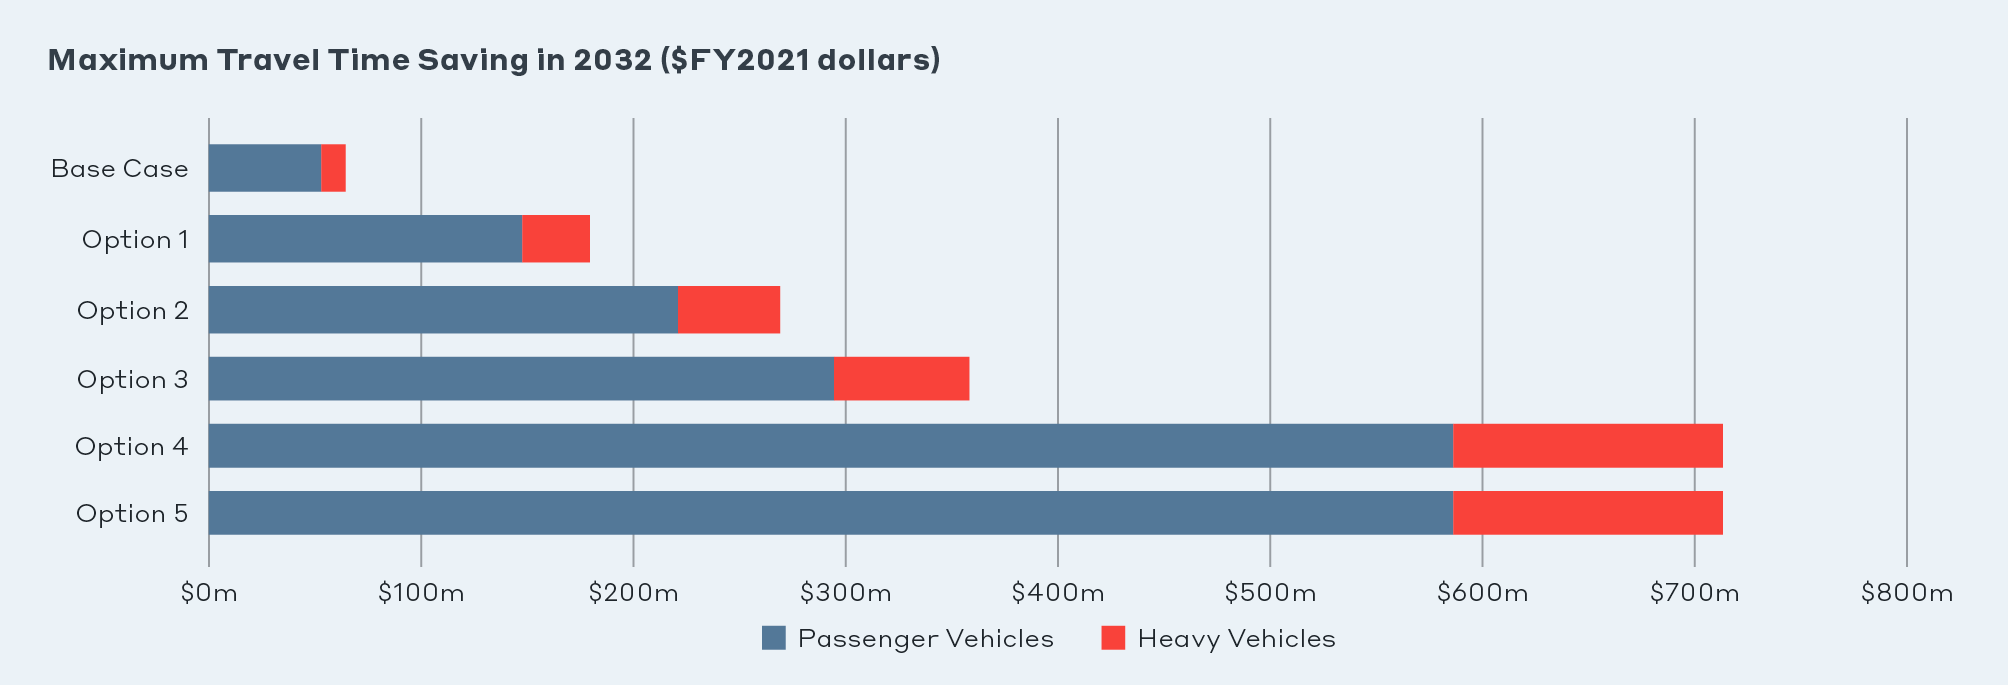 Maximum Travel Time Saving in 2032 ($FY2021 dollars)
Base Case
Option 1
Option 2
Option 3
Option 4
Option 5
$0m $100m $200m $300m $400m $500m $600m $700m $800m
Passenger Vehicles Heavy Vehicles